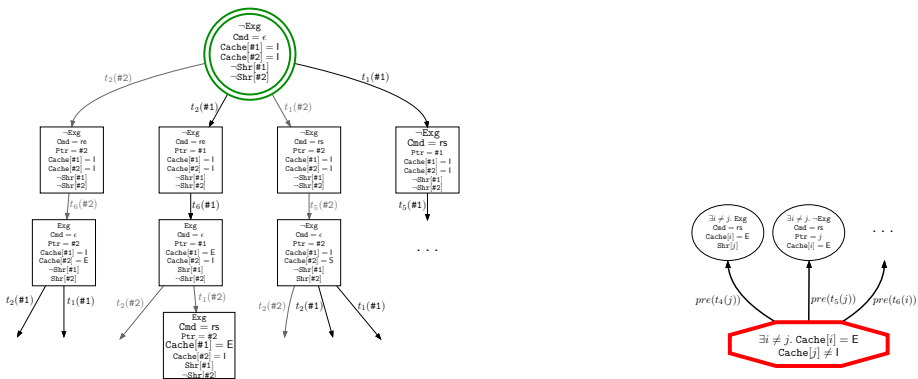 ¬Exg
Cmd = ϵ
Cache[#1] = I
Cache[#2] = I
¬Shr[#1]
¬Shr[#2]
t₂(#2)
t₂(#1)
t₁(#2)
t₁(#1)
¬Exg
Cmd = re
Ptr = #2
Cache[#1] = I
Cache[#2] = I
¬Shr[#1]
¬Shr[#2]
¬Exg
Cmd = re
Ptr = #1
Cache[#1] = I
Cache[#2] = I
¬Shr[#1]
¬Shr[#2]
¬Exg
Cmd = rs
Ptr = #2
Cache[#1] = I
Cache[#2] = I
¬Shr[#1]
¬Shr[#2]
¬Exg
Cmd = rs
Ptr = #1
Cache[#1] = I
Cache[#2] = I
¬Shr[#1]
¬Shr[#2]
t₆(#2)
t₆(#1)
t₅(#2)
t₅(#1)
Exg
Cmd = ϵ
Ptr = #2
Cache[#1] = I
Cache[#2] = E
¬Shr[#1]
Shr[#2]
Exg
Cmd = ϵ
Ptr = #1
Cache[#1] = E
Cache[#2] = I
Shr[#1]
¬Shr[#2]
¬Exg
Cmd = ϵ
Ptr = #2
Cache[#1] = I
Cache[#2] = S
¬Shr[#1]
Shr[#2]
. . .
t₂(#1)
t₁(#1)
t₂(#2)
t₁(#2)
t₂(#2)
t₂(#1)
t₁(#1)
Exg
Cmd = rs
Ptr = #2
Cache[#1] = E
Cache[#2] = I
Shr[#1]
¬Shr[#2]
∃i ≠ j. Exg
Cmd = rs
Cache[i] = E
Shr[j]
∃i ≠ j. ¬Exg
Cmd = rs
Ptr = j
Cache[i] = E
. . .
pre(t₄(j))
pre(t₅(j))
pre(t₆(i))
∃i ≠ j. Cache[i] = E
Cache[j] ≠ I